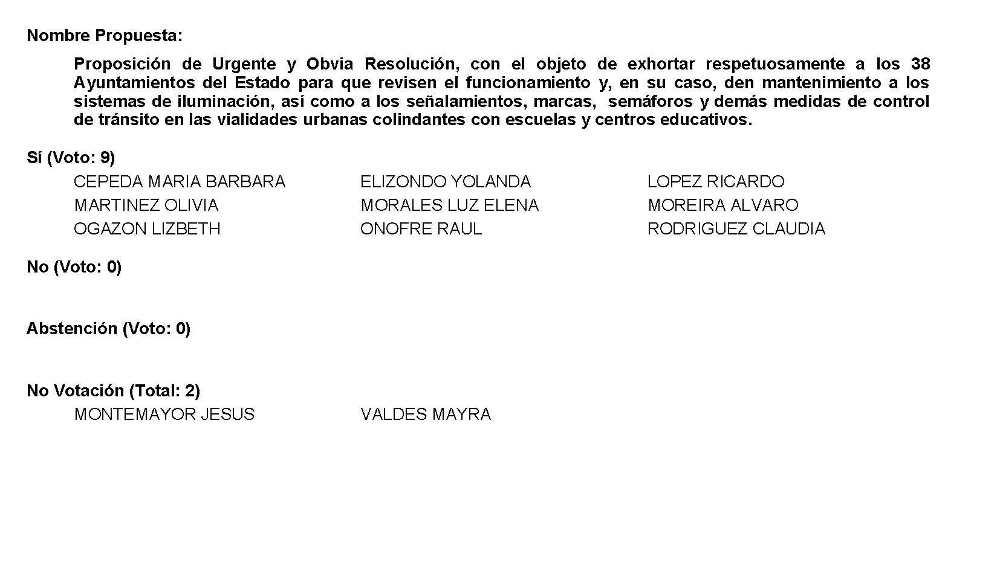 Nombre Propuesta:
Proposición de Urgente y Obvia Resolución, con el objeto de exhortar respetuosamente a los 38
Ayuntamientos del Estado para que revisen el funcionamiento y, en su caso, den mantenimiento a los
sistemas de iluminación, así como a los señalamientos, marcas, semáforos y demás medidas de control
de tránsito en las vialidades urbanas colindantes con escuelas y centros educativos.
Sí (Voto: 9)
CEPEDA MARIA BARBARA ELIZONDO YOLANDA LOPEZ RICARDO
MARTINEZ OLIVIA MORALES LUZ ELENA MOREIRA ALVARO
OGAZON LIZBETH ONOFRE RAUL RODRIGUEZ CLAUDIA
No (Voto: 0)
Abstención (Voto: 0)
No Votación (Total: 2)
MONTEMAYOR JESUS VALDES MAYRA